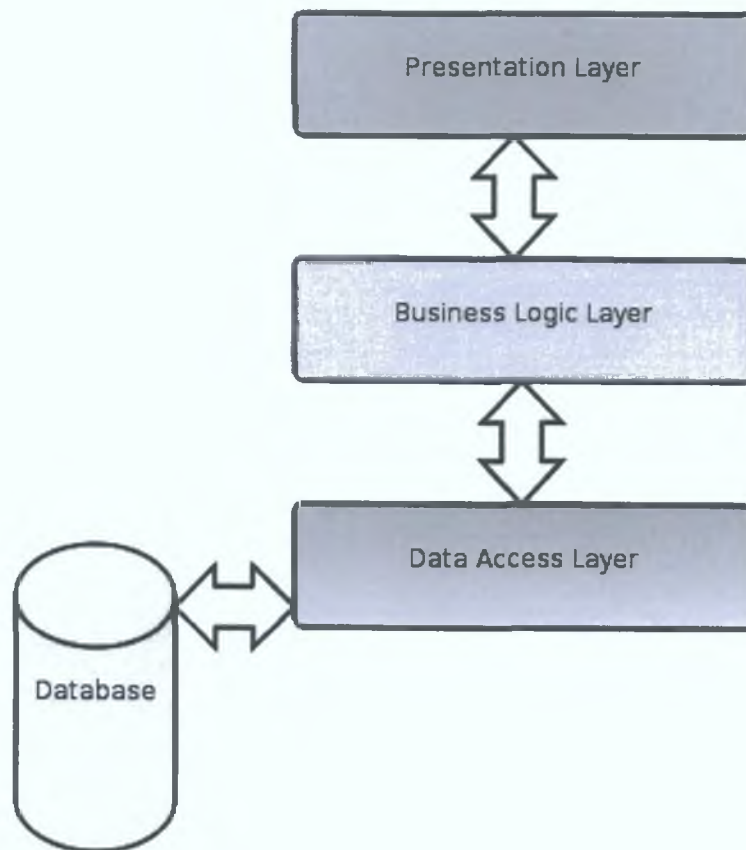 Presentation Layer
Business Logic Layer
Data Access Layer
Database